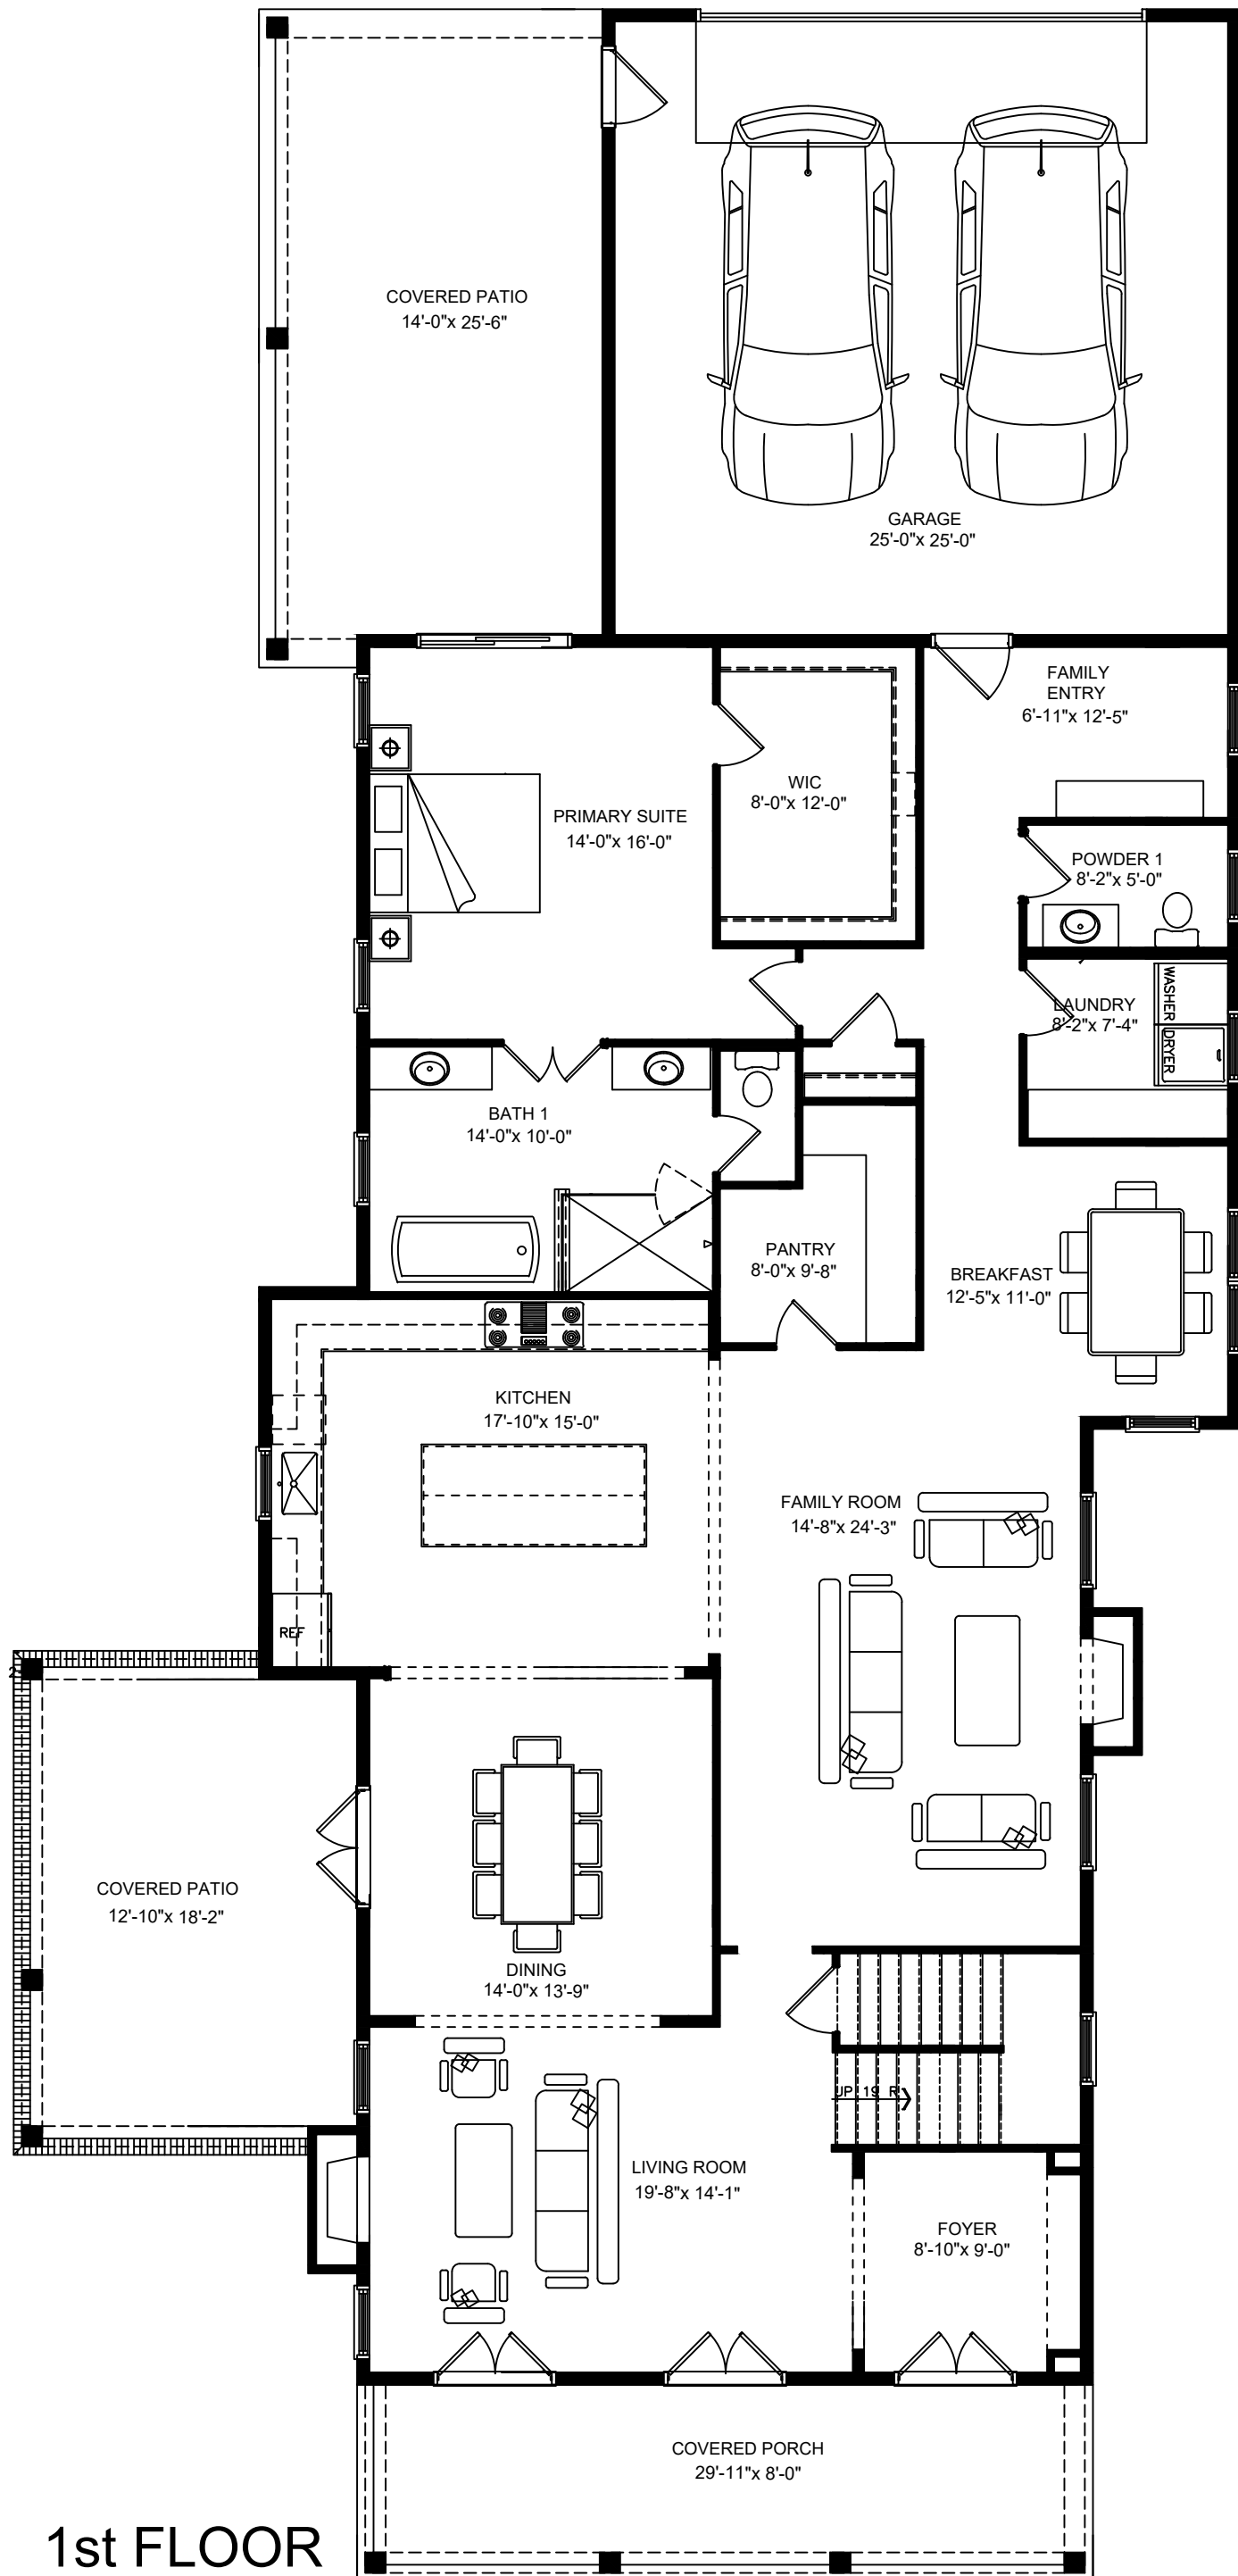 COVERED PATIO
14'-0"x 25'-6"
GARAGE
25'-0"x 25'-0"
FAMILY
ENTRY
6'-11"x 12'-5"
WIC
8'-0"x 12'-0"
PRIMARY SUITE
14'-0"x 16'-0"
POWDER 1
8'-2"x 5'-0"
LAUNDRY
8'-2"x 7'-4"
WASHER
DRYER
BATH 1
14'-0"x 10'-0"
PANTRY
8'-0"x 9'-8"
BREAKFAST
12'-5"x 11'-0"
KITCHEN
17'-10"x 15'-0"
FAMILY ROOM
14'-8"x 24'-3"
REF
2
COVERED PATIO
12'-10"x 18'-2"
DINING
14'-0"x 13'-9"
UP 19 R
LIVING ROOM
19'-8"x 14'-1"
FOYER
8'-10"x 9'-0"
COVERED PORCH
29'-11"x 8'-0"
1st FLOOR